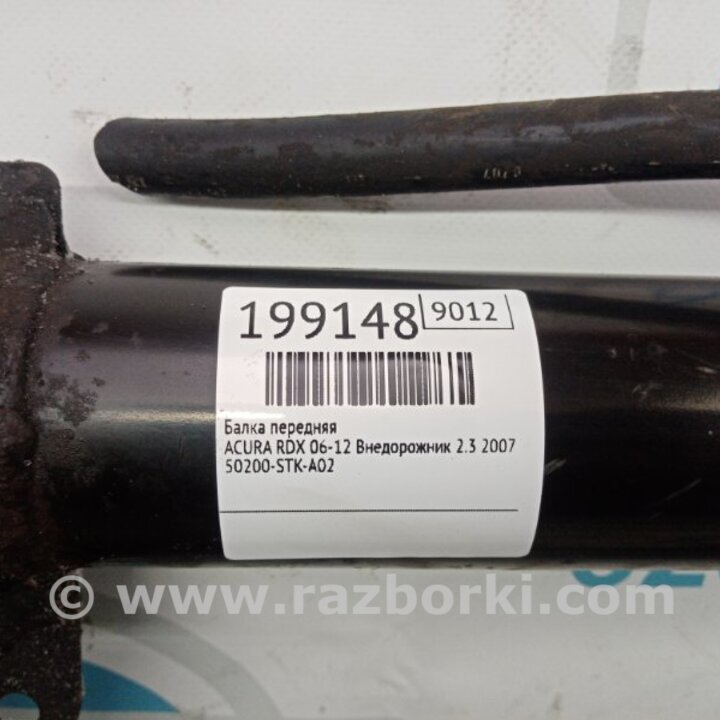 199148 9012
Балка передняя
ACURA RDX 06-12 Внедорожник 2.3 2007
50200-STK-A02
© www.razborki.com